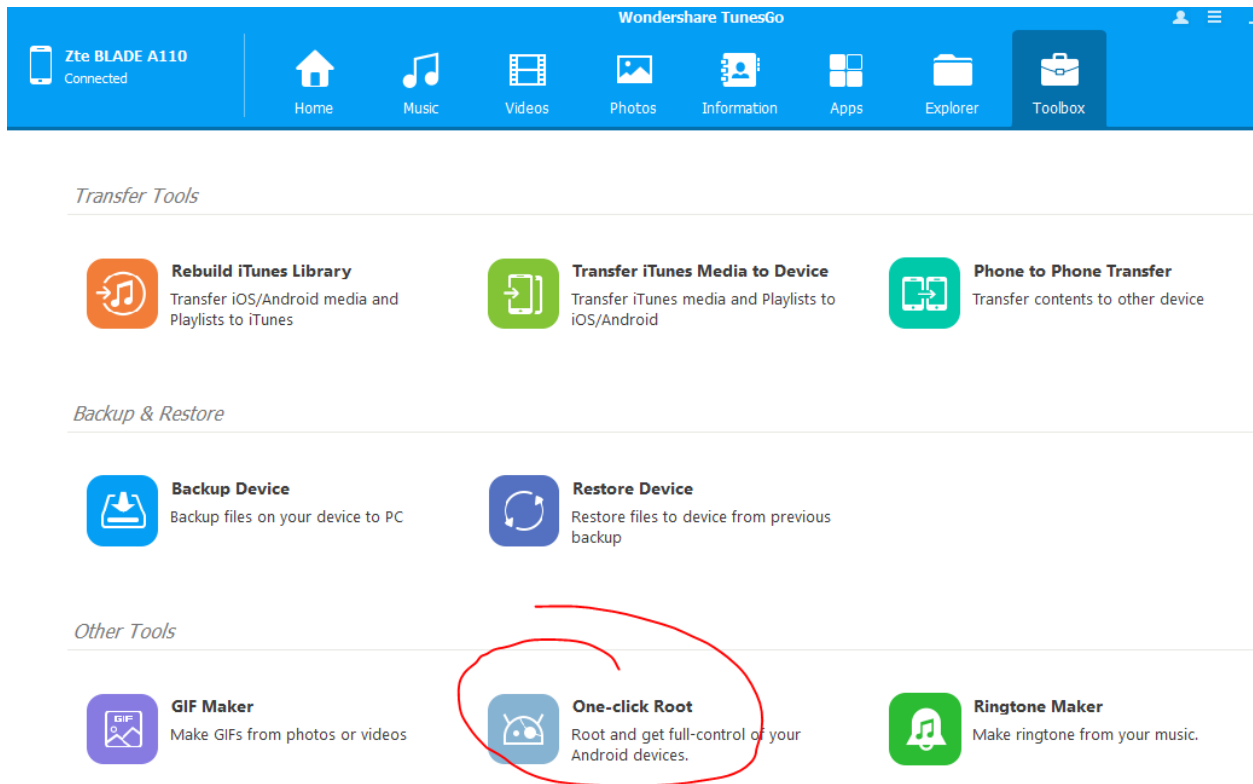 Wondershare TunesGo
Zte BLADE A110
Connected
Home
Music
Videos
Photos
Information
Apps
Explorer
Toolbox
Transfer Tools
Rebuild iTunes Library
Transfer iOS/Android media and
Playlists to iTunes
Transfer iTunes Media to Device
Transfer iTunes media and Playlists to
iOS/Android
Phone to Phone Transfer
Transfer contents to other device
Backup & Restore
Backup Device
Backup files on your device to PC
Restore Device
Restore files to device from previous
backup
Other Tools
GIF
GIF Maker
Make GIFs from photos or videos
One-click Root
Root and get full-control of your
Android devices.
Ringtone Maker
Make ringtone from your music.